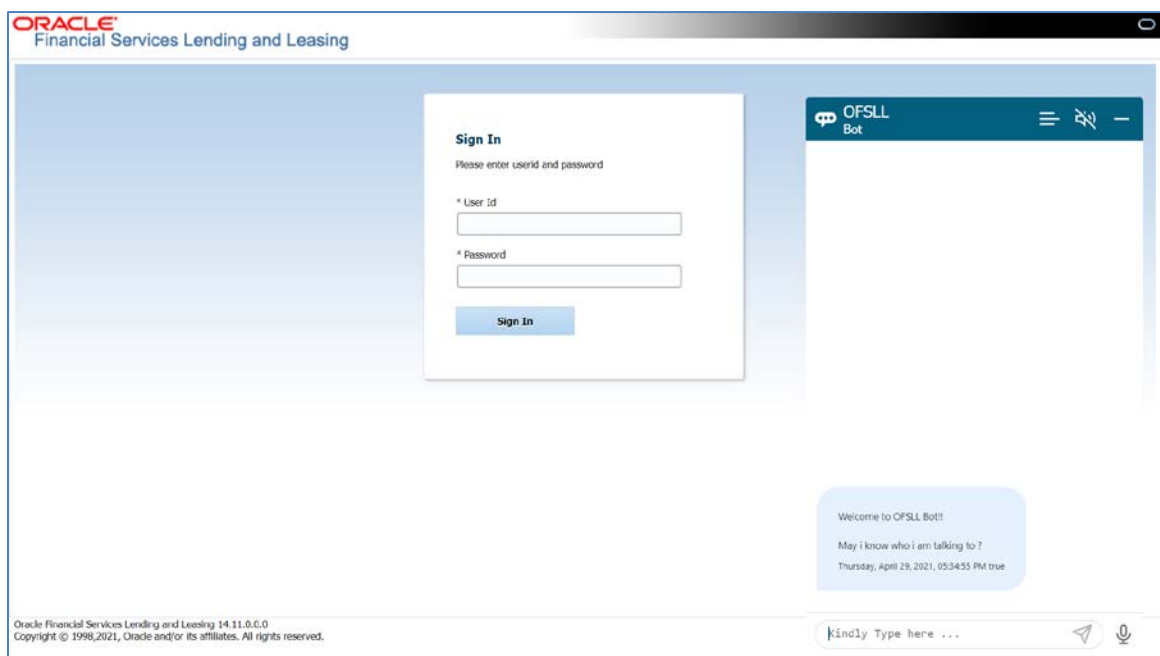 ORACLE
Financial Services Lending and Leasing
Sign In
Please enter userid and password
* User Id
* Password
Sign In
OFSLL
Bot
Welcome to OFSLL Bot!!
May i know who i am talking to ?
Thursday, April 29, 2021, 05:34:55 PM true
Kindly Type here ...
Oracle Financial Services Lending and Leasing 14.11.0.0.0
Copyright © 1998,2021, Oracle and/or its affiliates. All rights reserved.